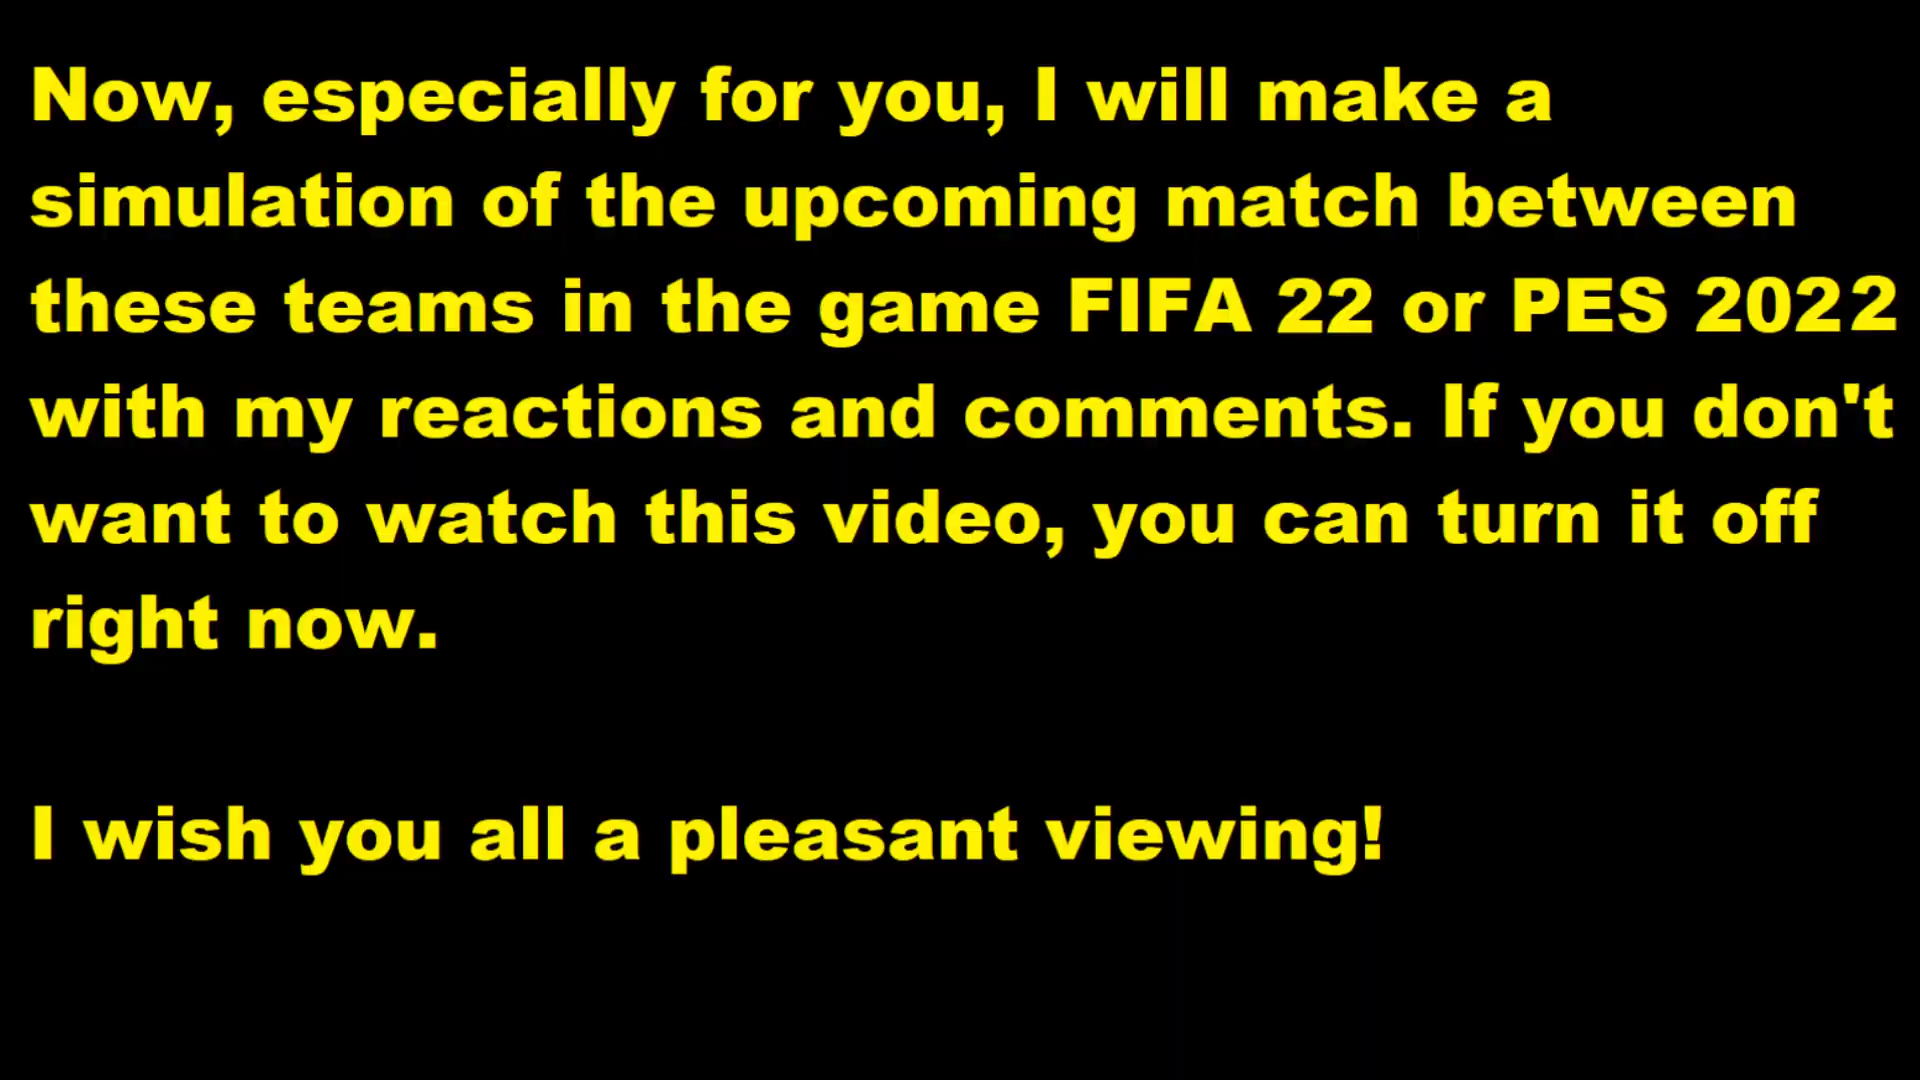 Now, especially for you, I will make a
simulation of the upcoming match between
these teams in the game FIFA 22 or PES 2022
with my reactions and comments. If you don't
want to watch this video, you can turn it off
right now.
I wish you all a pleasant viewing!